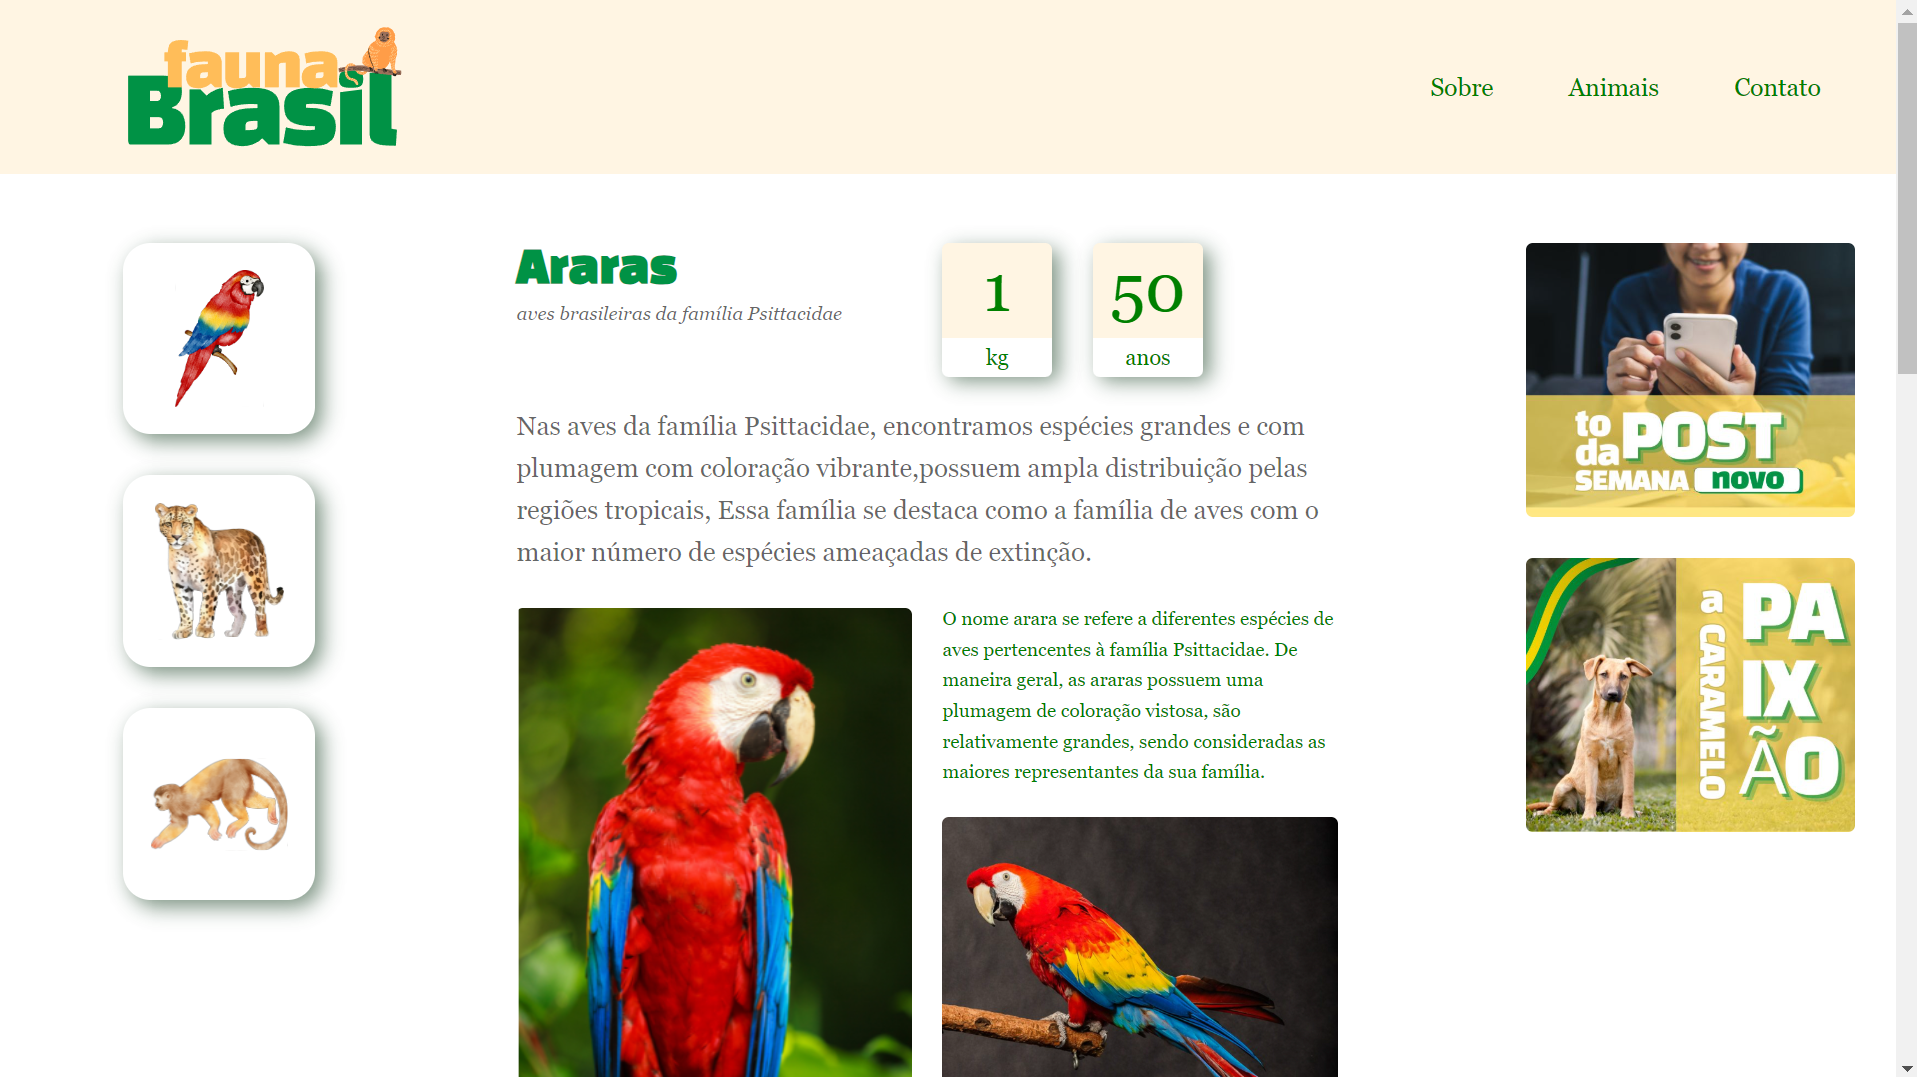 fauna
Brasil
Sobre
Animais
Contato
Araras
aves brasileiras da família Psittacidae
1
kg
50
anos
Nas aves da família Psittacidae, encontramos espécies grandes e com
plumagem com coloração vibrante,possuem ampla distribuição pelas
regiões tropicais, Essa família se destaca como a família de aves com o
maior número de espécies ameaçadas de extinção.
O nome arara se refere a diferentes espécies de
aves pertencentes à família Psittacidae. De
maneira geral, as araras possuem uma
plumagem de coloração vistosa, são
relativamente grandes, sendo consideradas as
maiores representantes da sua família.
to
da
POST
SEMANA
novo
a CARAMELO
PA
IX
ÃO